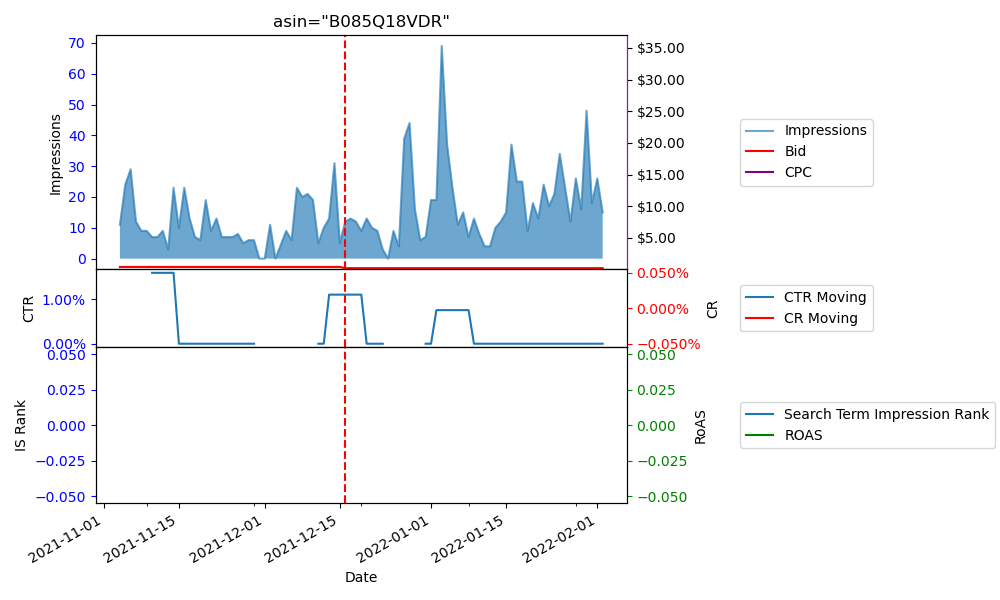 asin="B085Q18VDR"
70
60
50
40
30
20
10
0
Impressions
$35.00
$30.00
$25.00
$20.00
$15.00
$10.00
$5.00
Impressions
Bid
CPC
1.00%
0.00%
CTR
0.050%
0.000%
−0.050%
CR
CTR Moving
CR Moving
0.050
0.025
0.000
−0.025
−0.050
IS Rank
0.050
0.025
0.000
−0.025
−0.050
RoAS
Search Term Impression Rank
ROAS
2021-11-01
2021-11-15
2021-12-01
2021-12-15
2022-01-01
2022-01-15
2022-02-01
Date